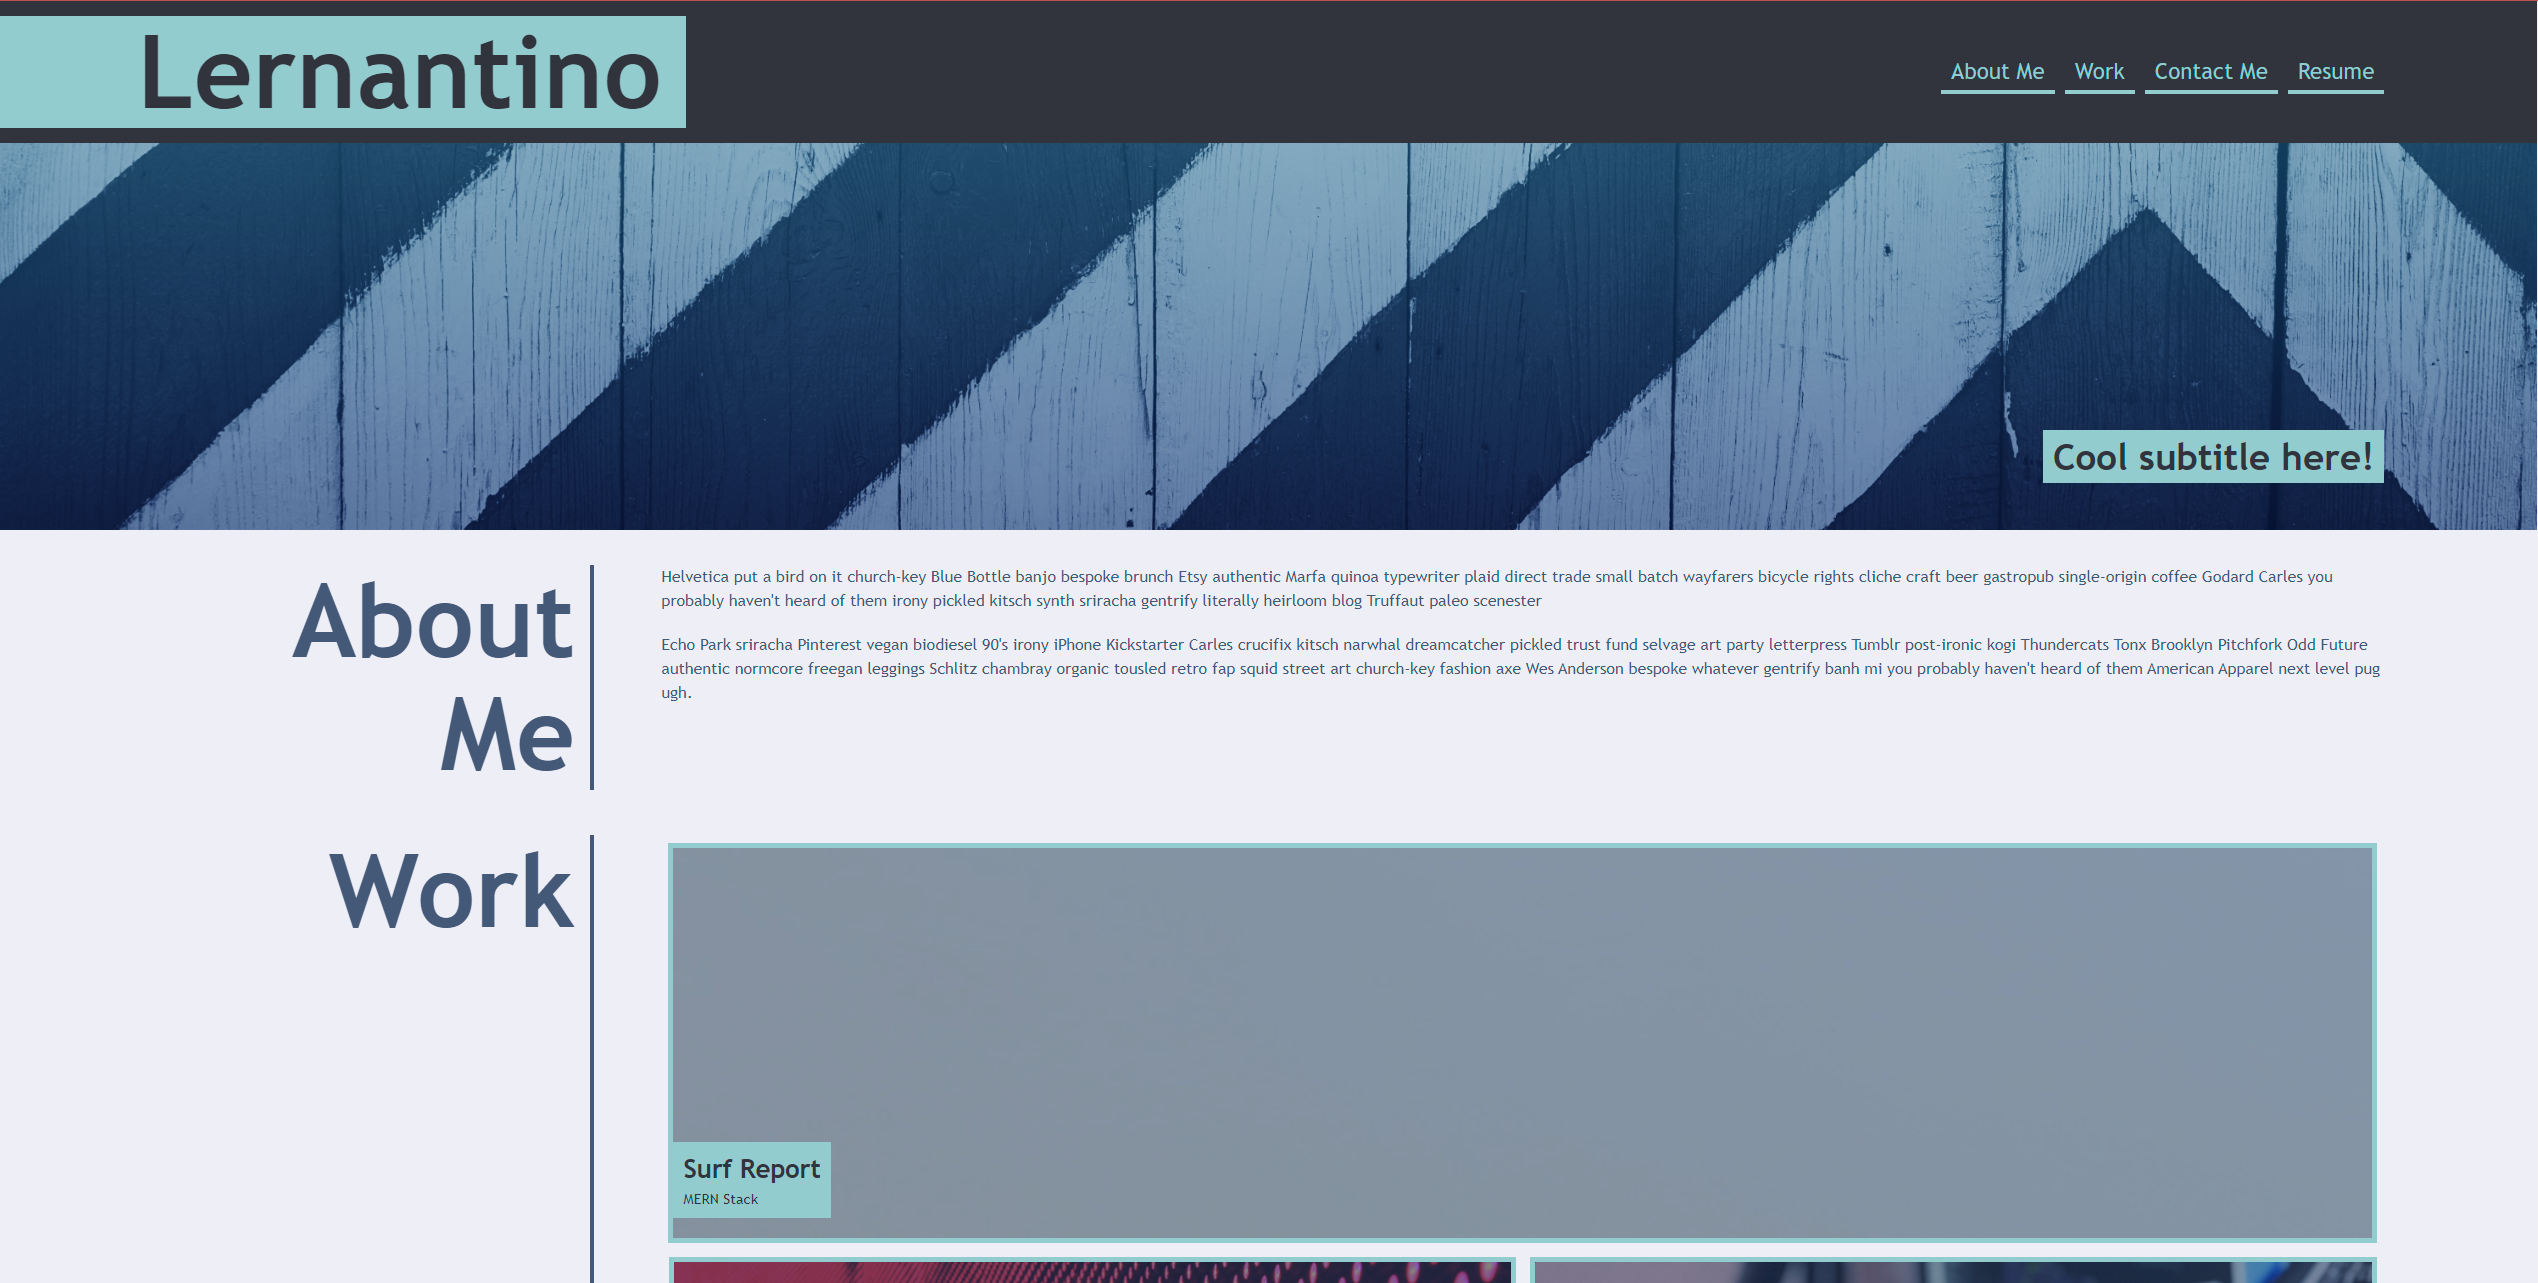 Lernantino
About Me Work Contact Me Resume
Cool subtitle here!
About
Me
Helvetica put a bird on it church-key Blue Bottle banjo bespoke brunch Etsy authentic Marfa quinoa typewriter plaid direct trade small batch wayfarers bicycle rights cliche craft beer gastropub single-origin coffee Godard Carles you
probably haven't heard of them irony pickled kitsch synth sriracha gentrify literally heirloom blog Truffaut paleo scenester
Echo Park sriracha Pinterest vegan biodiesel 90's irony iPhone Kickstarter Carles crucifix kitsch narwhal dreamcatcher pickled trust fund selvage art party letterpress Tumblr post-ironic kogi Thundercats Tonx Brooklyn Pitchfork Odd Future
authentic normcore freegan leggings Schlitz chambray organic tousled retro fap squid street art church-key fashion axe Wes Anderson bespoke whatever gentrify banh mi you probably haven't heard of them American Apparel next level pug
ugh.
Work
Surf Report
MERN Stack